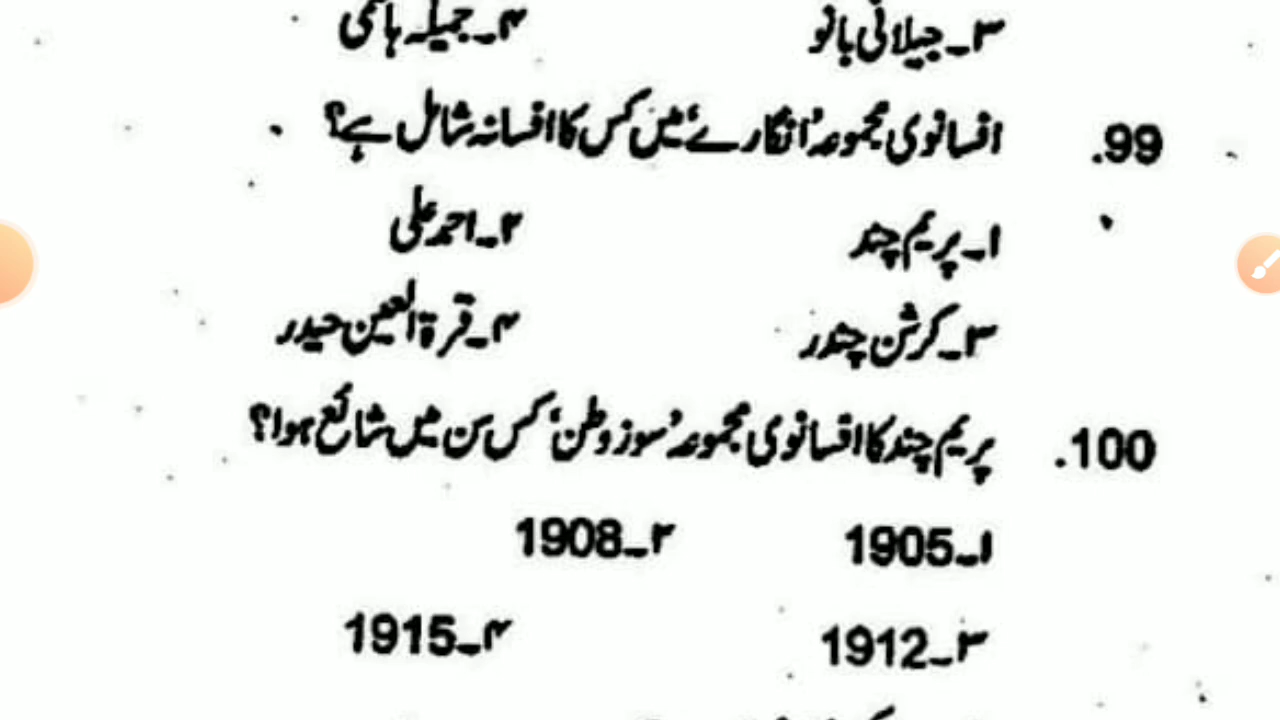 ۳۔جیلانی بانو ۴۔جمیلہ ہاشمی
99. افسانوی مجموعہ 'انگارے' میں کس کا افسانہ شامل ہے؟
۱۔پریم چند ۲۔احمد علی
۳۔کرشن چندر ۴۔قرۃ العین حیدر
100. پریم چند کا افسانوی مجموعہ 'سوز وطن' کس سن میں شائع ہوا؟
۱۔1905 ۲۔1908
۳۔1912 ۴۔1915